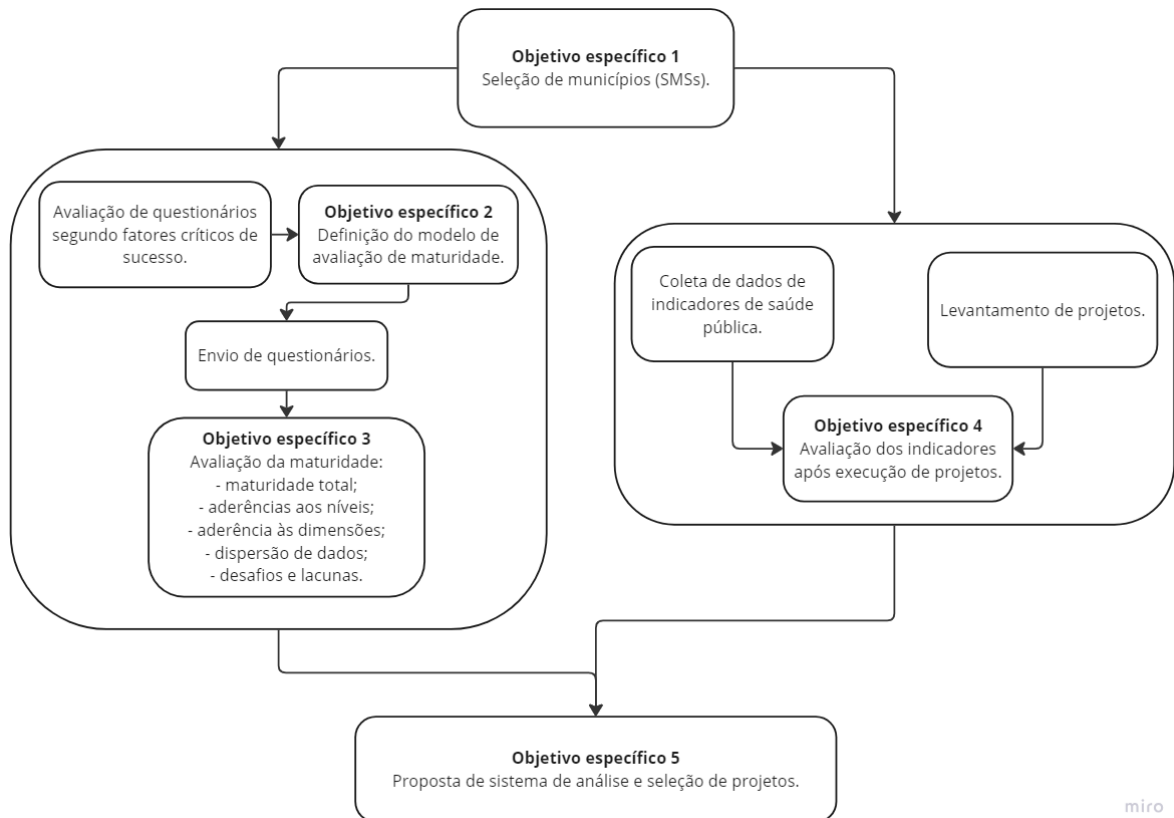 Objetivo específico 1
Seleção de municípios (SMSs).
Avaliação de questionários
segundo fatores críticos de
sucesso.
Objetivo específico 2
Definição do modelo de
avaliação de maturidade.
Envio de questionários.
Objetivo específico 3
Avaliação da maturidade:
- maturidade total;
- aderências aos níveis;
- aderência às dimensões;
- dispersão de dados;
- desafios e lacunas.
Coleta de dados de
indicadores de saúde
pública.
Levantamento de projetos.
Objetivo específico 4
Avaliação dos indicadores
após execução de projetos.
Objetivo específico 5
Proposta de sistema de análise e seleção de projetos.
miro